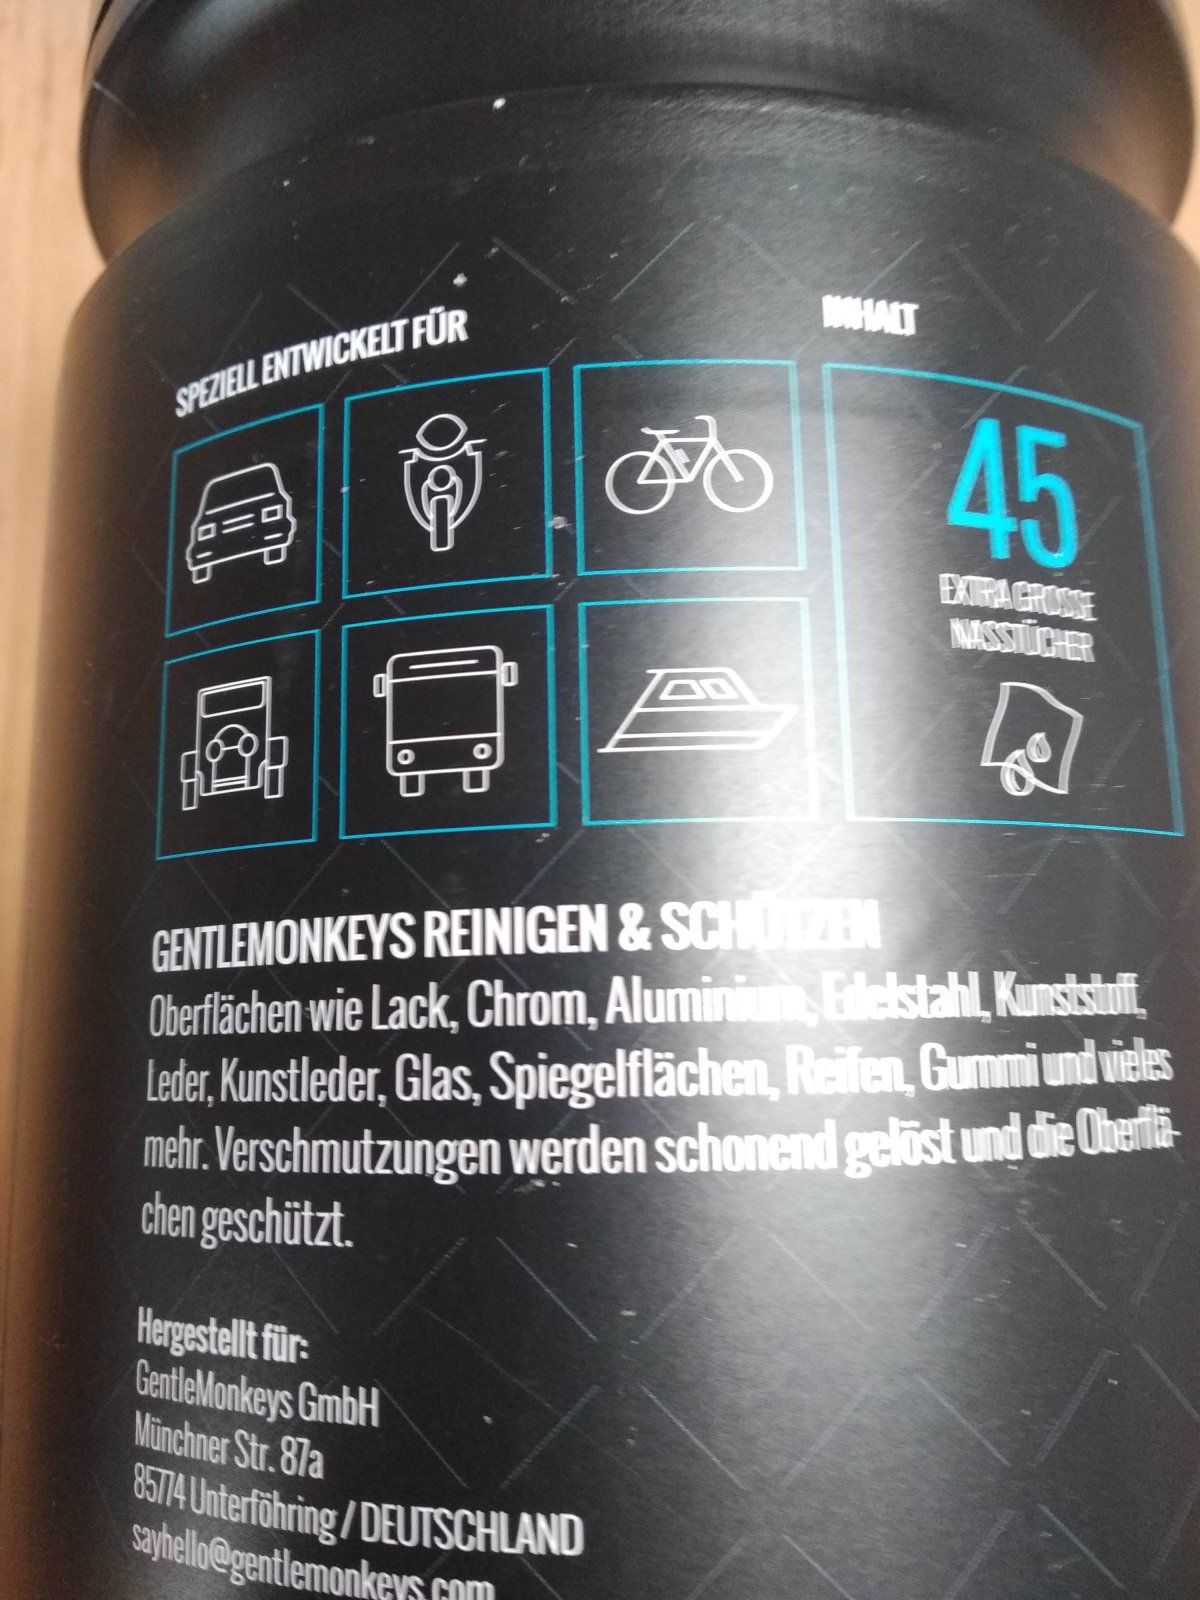 SPEZIELL ENTWICKELT FÜR
INHALT
45
EXTRA GROSSE
NASSTÜCHER
GENTLEMONKEYS REINIGEN & SCHÜTZEN
Oberflächen wie Lack, Chrom, Aluminium, Edelstahl, Kunststoff,
Leder, Kunstleder, Glas, Spiegelflächen, Reifen, Gummi und vieles
mehr. Verschmutzungen werden schonend gelöst und die Oberflä-
chen geschützt.
Hergestellt für:
GentleMonkeys GmbH
Münchner Str. 87a
85774 Unterföhring / DEUTSCHLAND
sayhello@gentlemonkeys.com